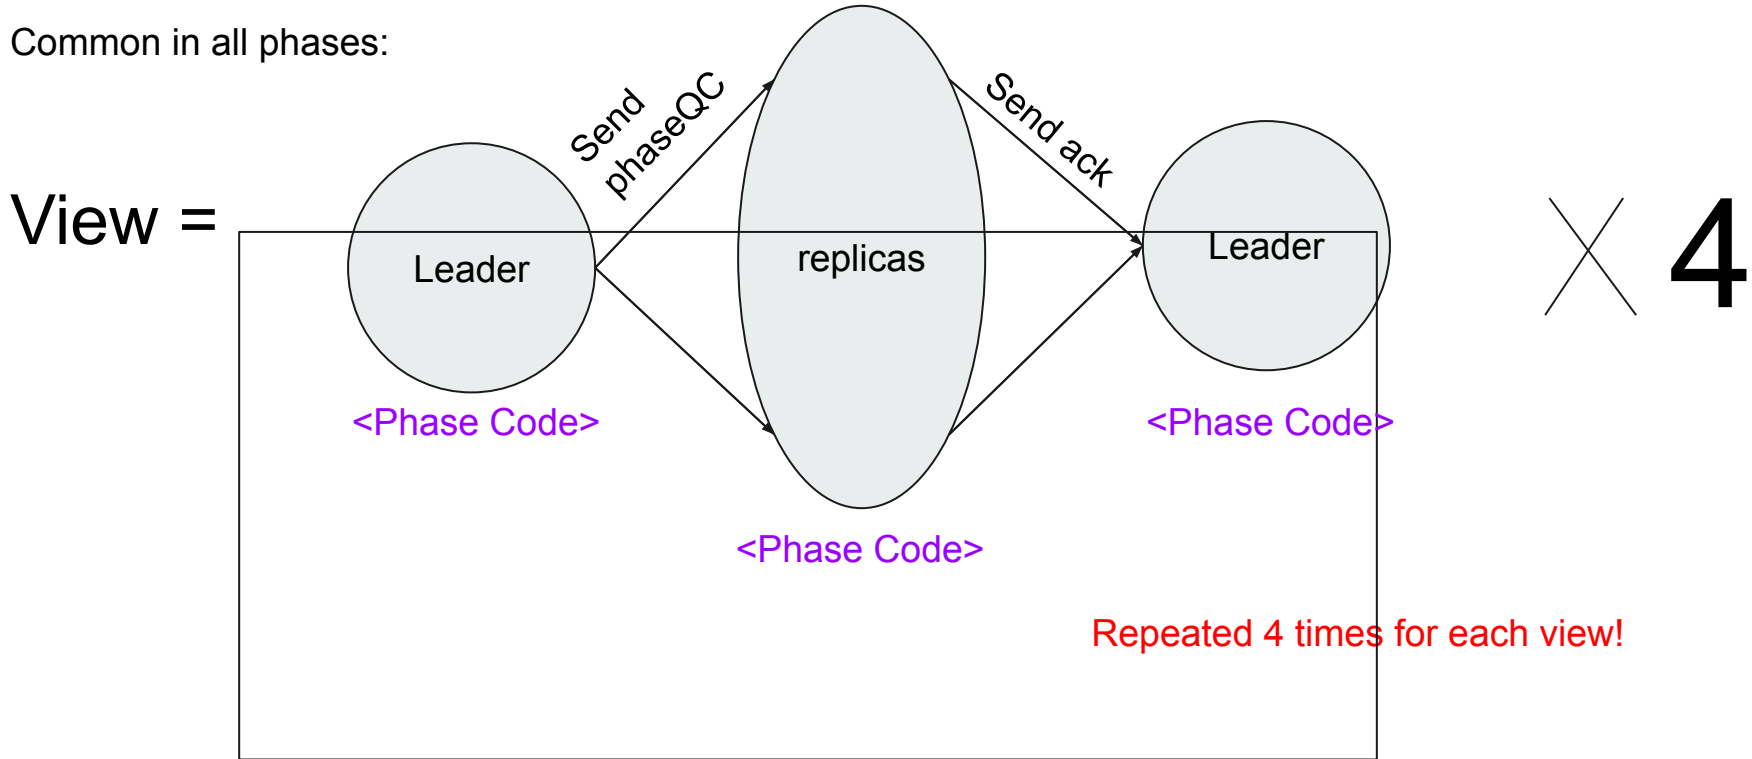 Common in all phases:
Send
phaseQC
Send ack
View =
Leader
replicas
Leader
4
<Phase Code>
<Phase Code>
<Phase Code>
Repeated 4 times for each view!